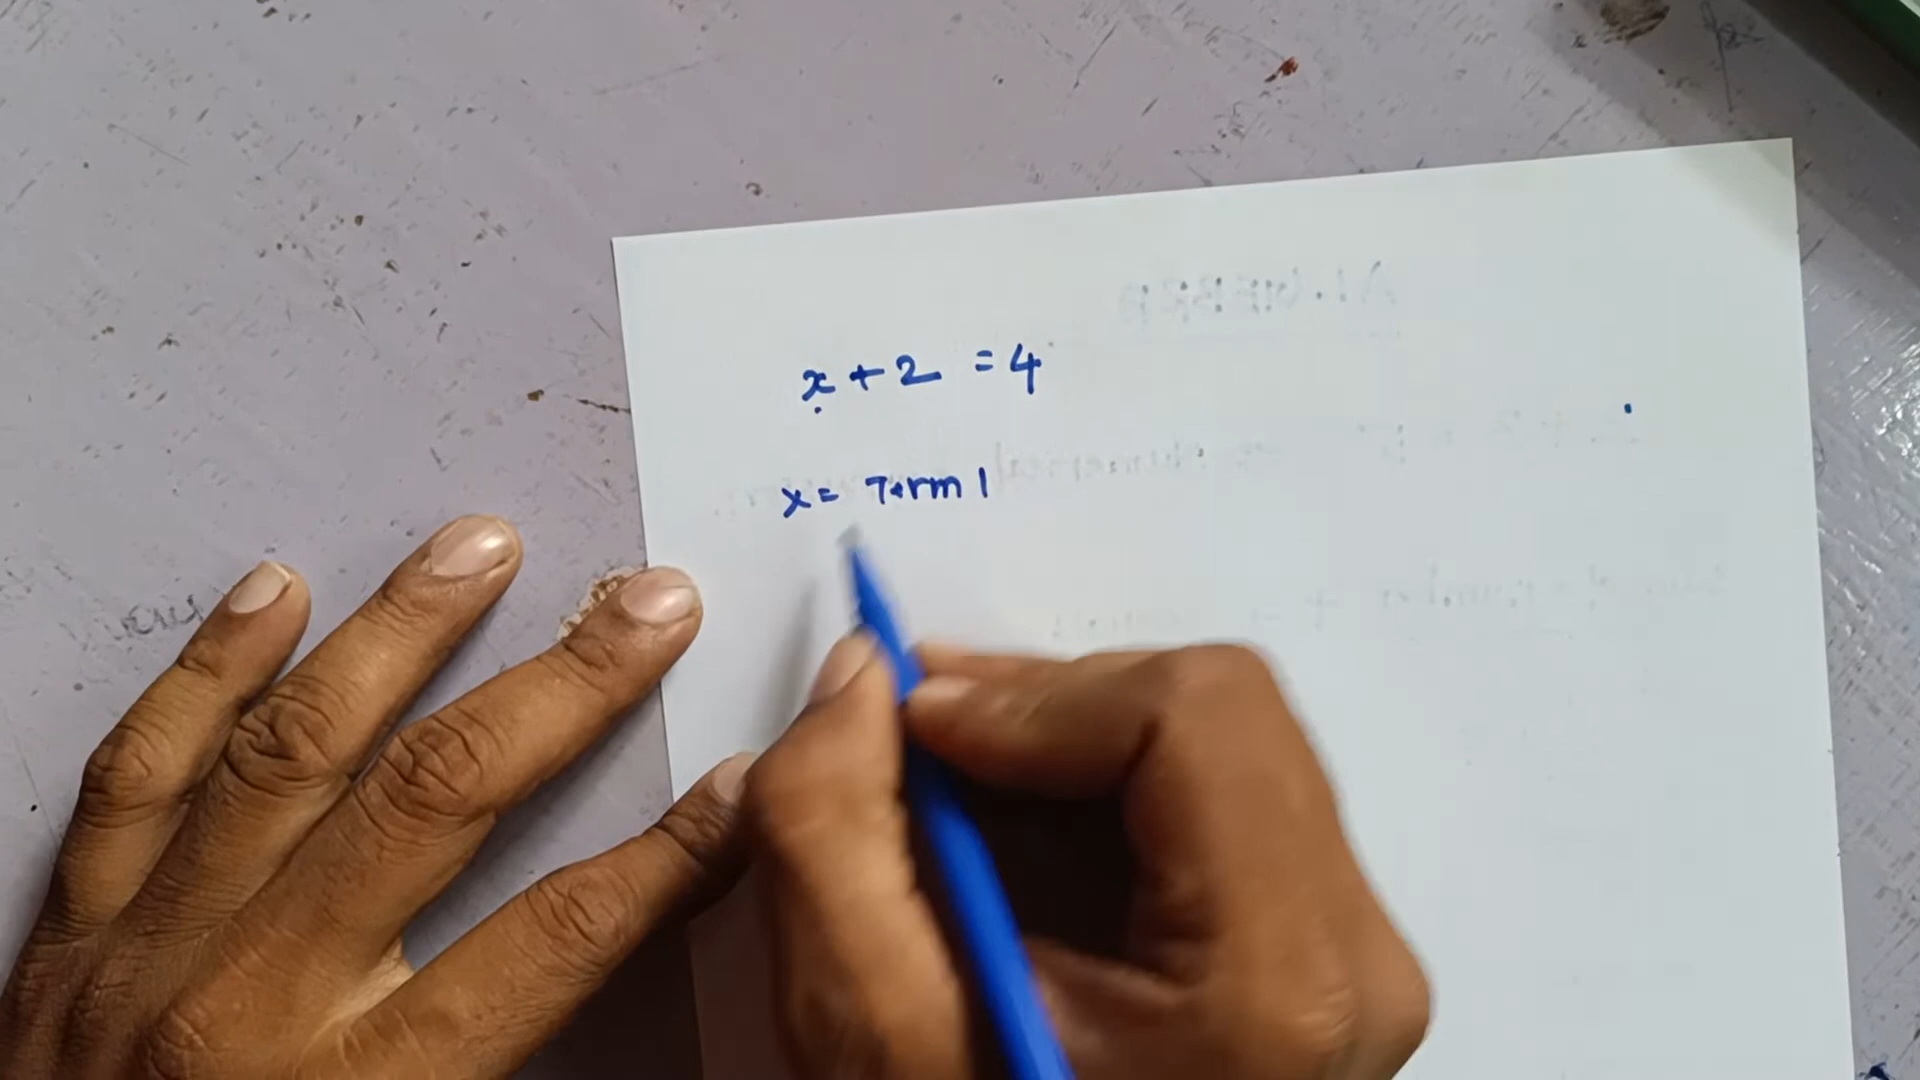 x + 2 = 4
x = Term 1